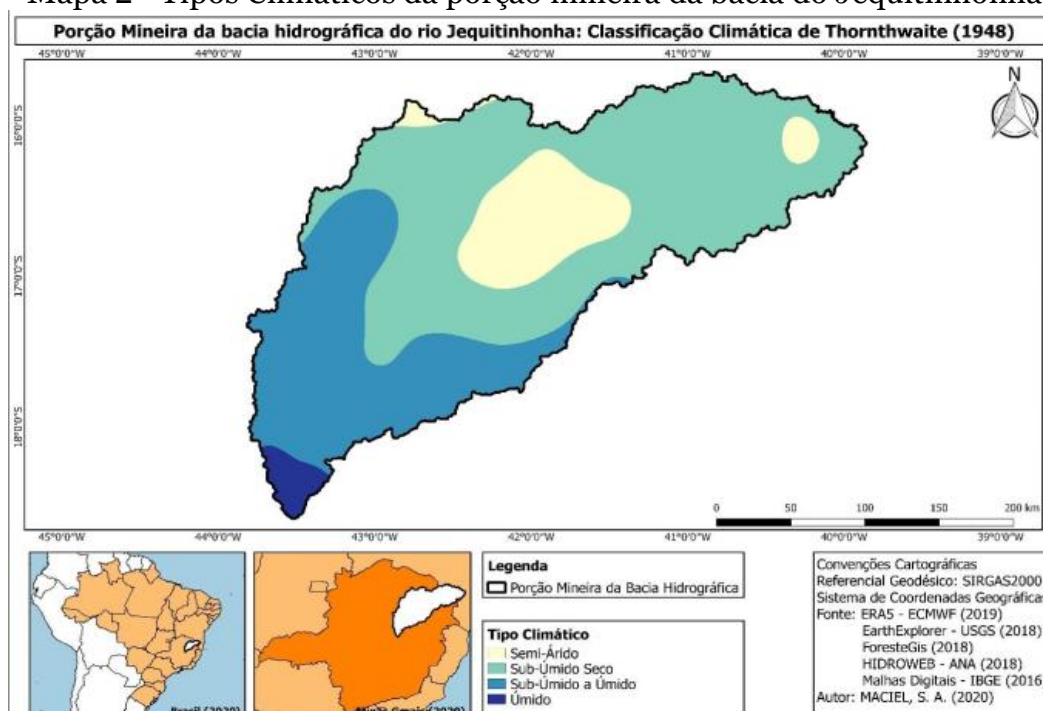 Mapa 2 - Tipos Climáticos da porção mineira da bacia do Jequitinhonha
Porção Mineira da bacia hidrográfica do rio Jequitinhonha: Classificação Climática de Thornthwaite (1948)
45°0'0"W 44°0'0"W 43°0'0"W 42°0'0"W 41°0'0"W 40°0'0"W 39°0'0"W
N
16°0'0"S
17°0'0"S
18°0'0"S
0 50 100 150 200 km
45°0'0"W 44°0'0"W 43°0'0"W 42°0'0"W 41°0'0"W 40°0'0"W 39°0'0"W
Brasil (2020)
Minas Gerais (2020)
Legenda
Porção Mineira da Bacia Hidrográfica
Tipo Climático
Semi-Árido
Sub-Úmido Seco
Sub-Úmido a Úmido
Úmido
Convenções Cartográficas
Referencial Geodésico: SIRGAS2000
Sistema de Coordenadas Geográficas
Fonte: ERA5 - ECMWF (2019)
EarthExplorer - USGS (2018)
ForesteGis (2018)
HIDROWEB - ANA (2018)
Malhas Digitais - IBGE (2016)
Autor: MACIEL, S. A. (2020)